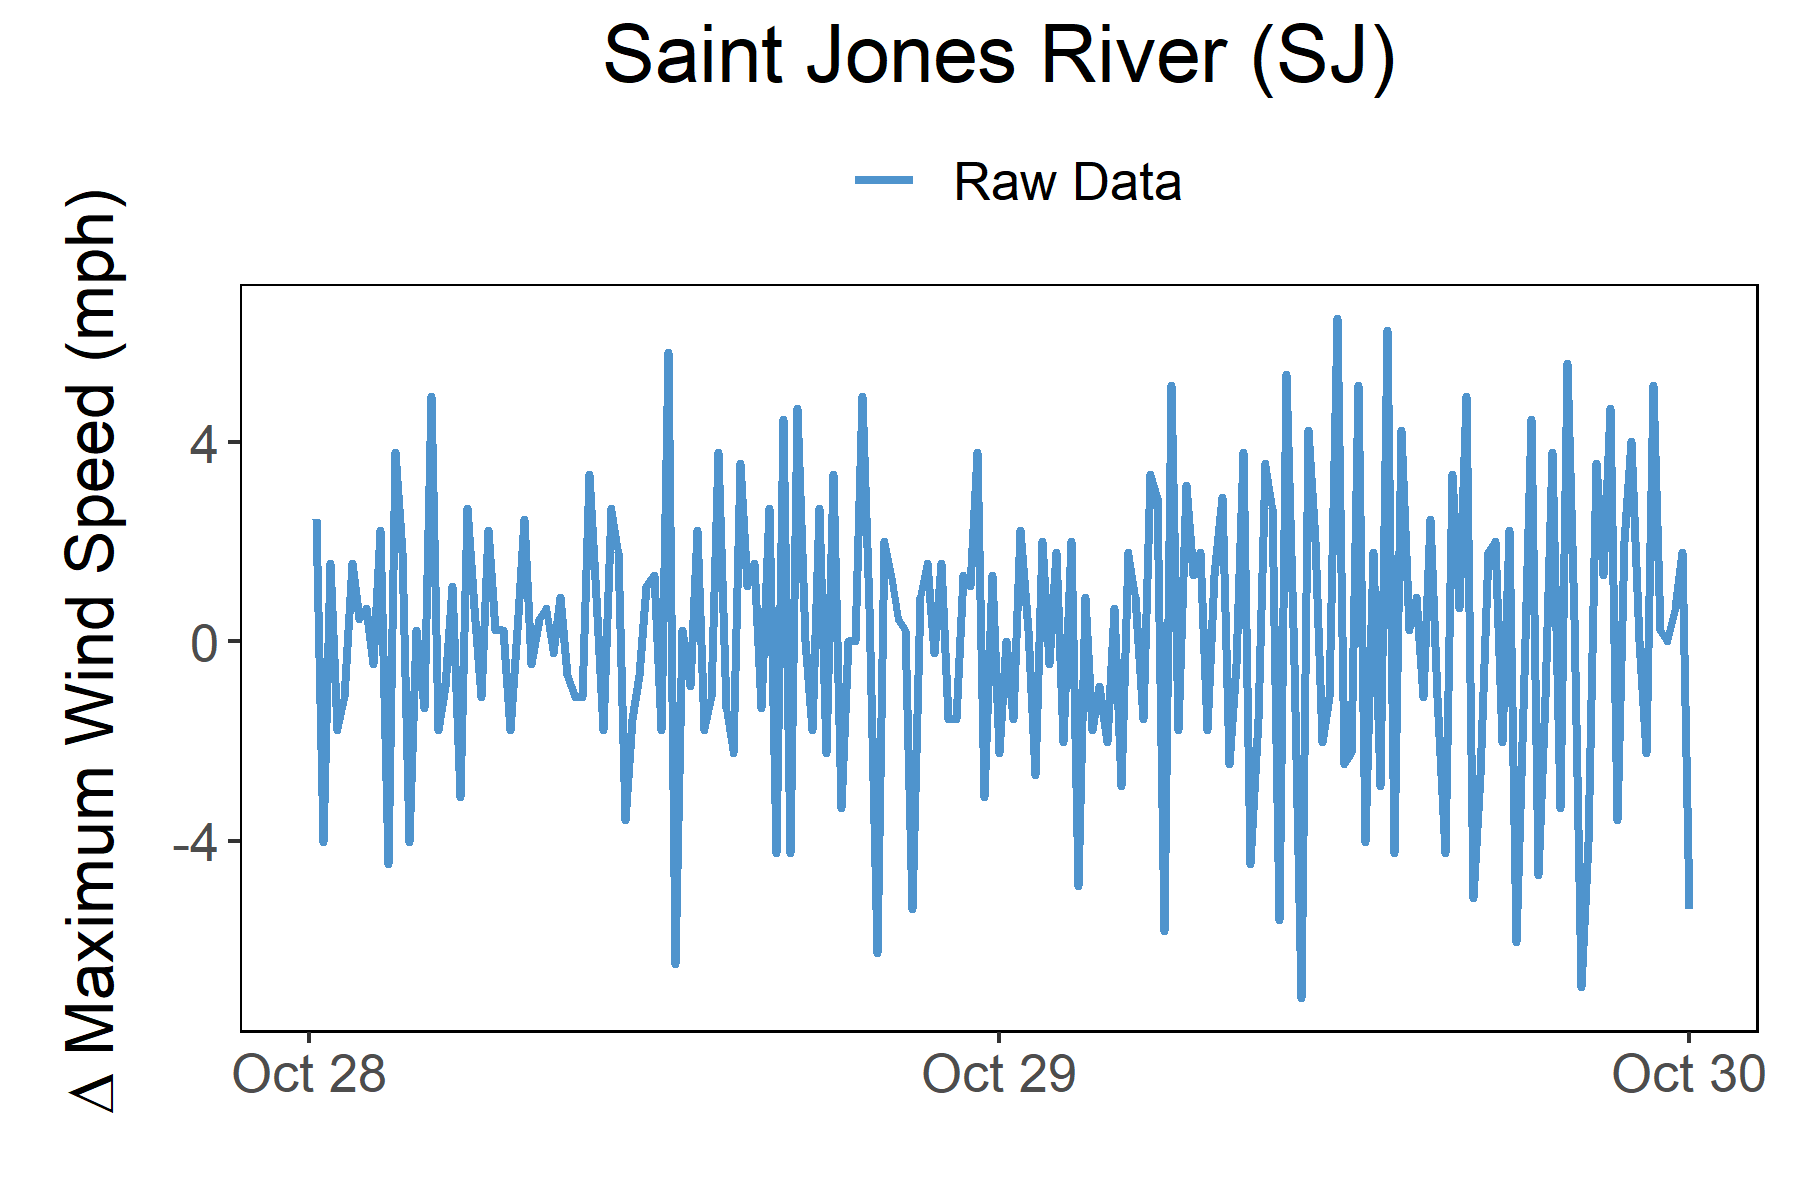 Saint Jones River (SJ)
Raw Data
Δ Maximum Wind Speed (mph)
4
0
-4
Oct 28
Oct 29
Oct 30